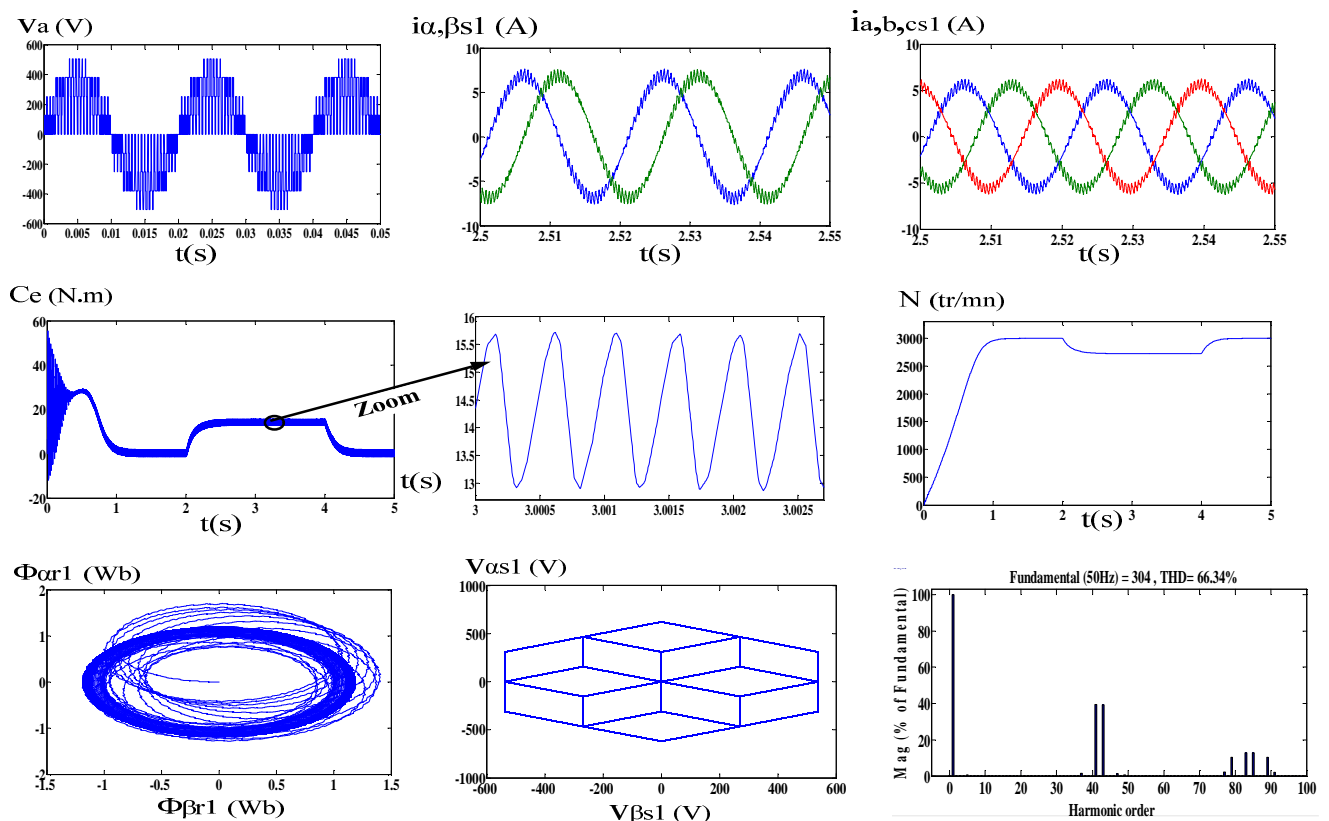 Va (V)
600
400
200
0
-200
-400
-600
0 0.005 0.01 0.015 0.02 0.025 0.03 0.035 0.04 0.045 0.05
t(s)
iα,βs1 (A)
10
5
0
-5
-10
2.5 2.51 2.52 2.53 2.54 2.55
t(s)
ia,b,cs1 (A)
10
5
0
-5
-10
2.5 2.51 2.52 2.53 2.54 2.55
t(s)
Ce (N.m)
60
40
20
0
-20
0 1 2 3 4 5
t(s)
Zoom
16
15.5
15
14.5
14
13.5
13
3 3.0005 3.001 3.0015 3.002 3.0025
t(s)
N (tr/mn)
3000
2500
2000
1500
1000
500
0
0 1 2 3 4 5
t(s)
Φαr1 (Wb)
2
1
0
-1
-2
-1.5 -1 -0.5 0 0.5 1 1.5
Φβr1 (Wb)
Vαs1 (V)
1000
500
0
-500
-1000
-600 -400 -200 0 200 400 600
Vβs1 (V)
Fundamental (50Hz) = 304 , THD= 66.34%
Mag (% of Fundamental)
100
80
60
40
20
0
0 10 20 30 40 50 60 70 80 90 100
Harmonic order